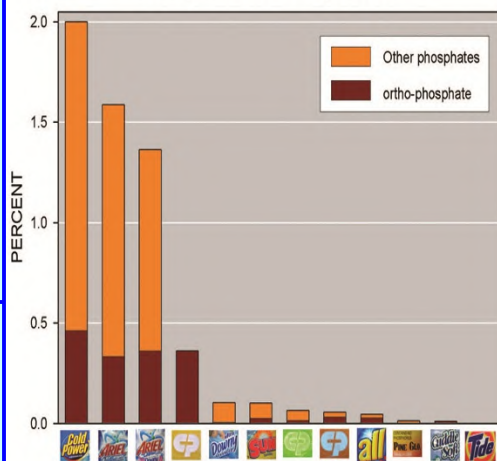 2.0
Other phosphates
ortho-phosphate
1.5
PERCENT
1.0
0.5
0.0
Cold Power
ARIEL
ARIEL
Downy
all
Tide